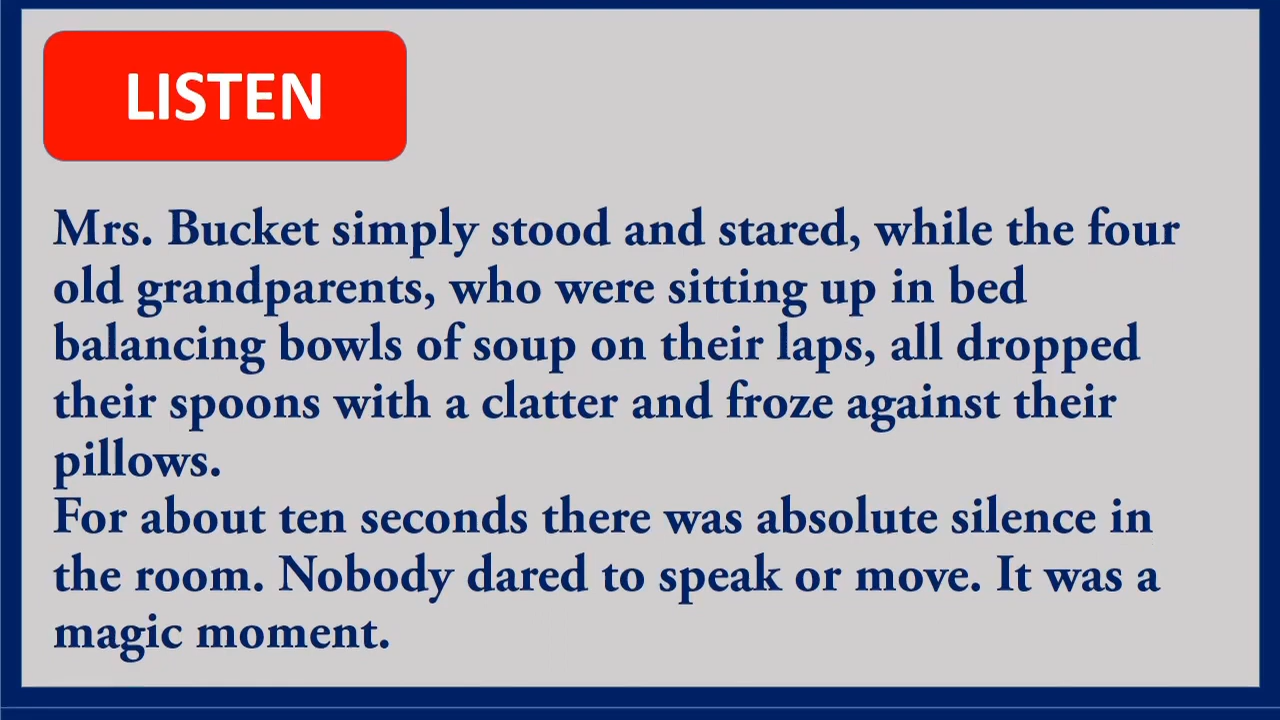 LISTEN
Mrs. Bucket simply stood and stared, while the four
old grandparents, who were sitting up in bed
balancing bowls of soup on their laps, all dropped
their spoons with a clatter and froze against their
pillows.
For about ten seconds there was absolute silence in
the room. Nobody dared to speak or move. It was a
magic moment.